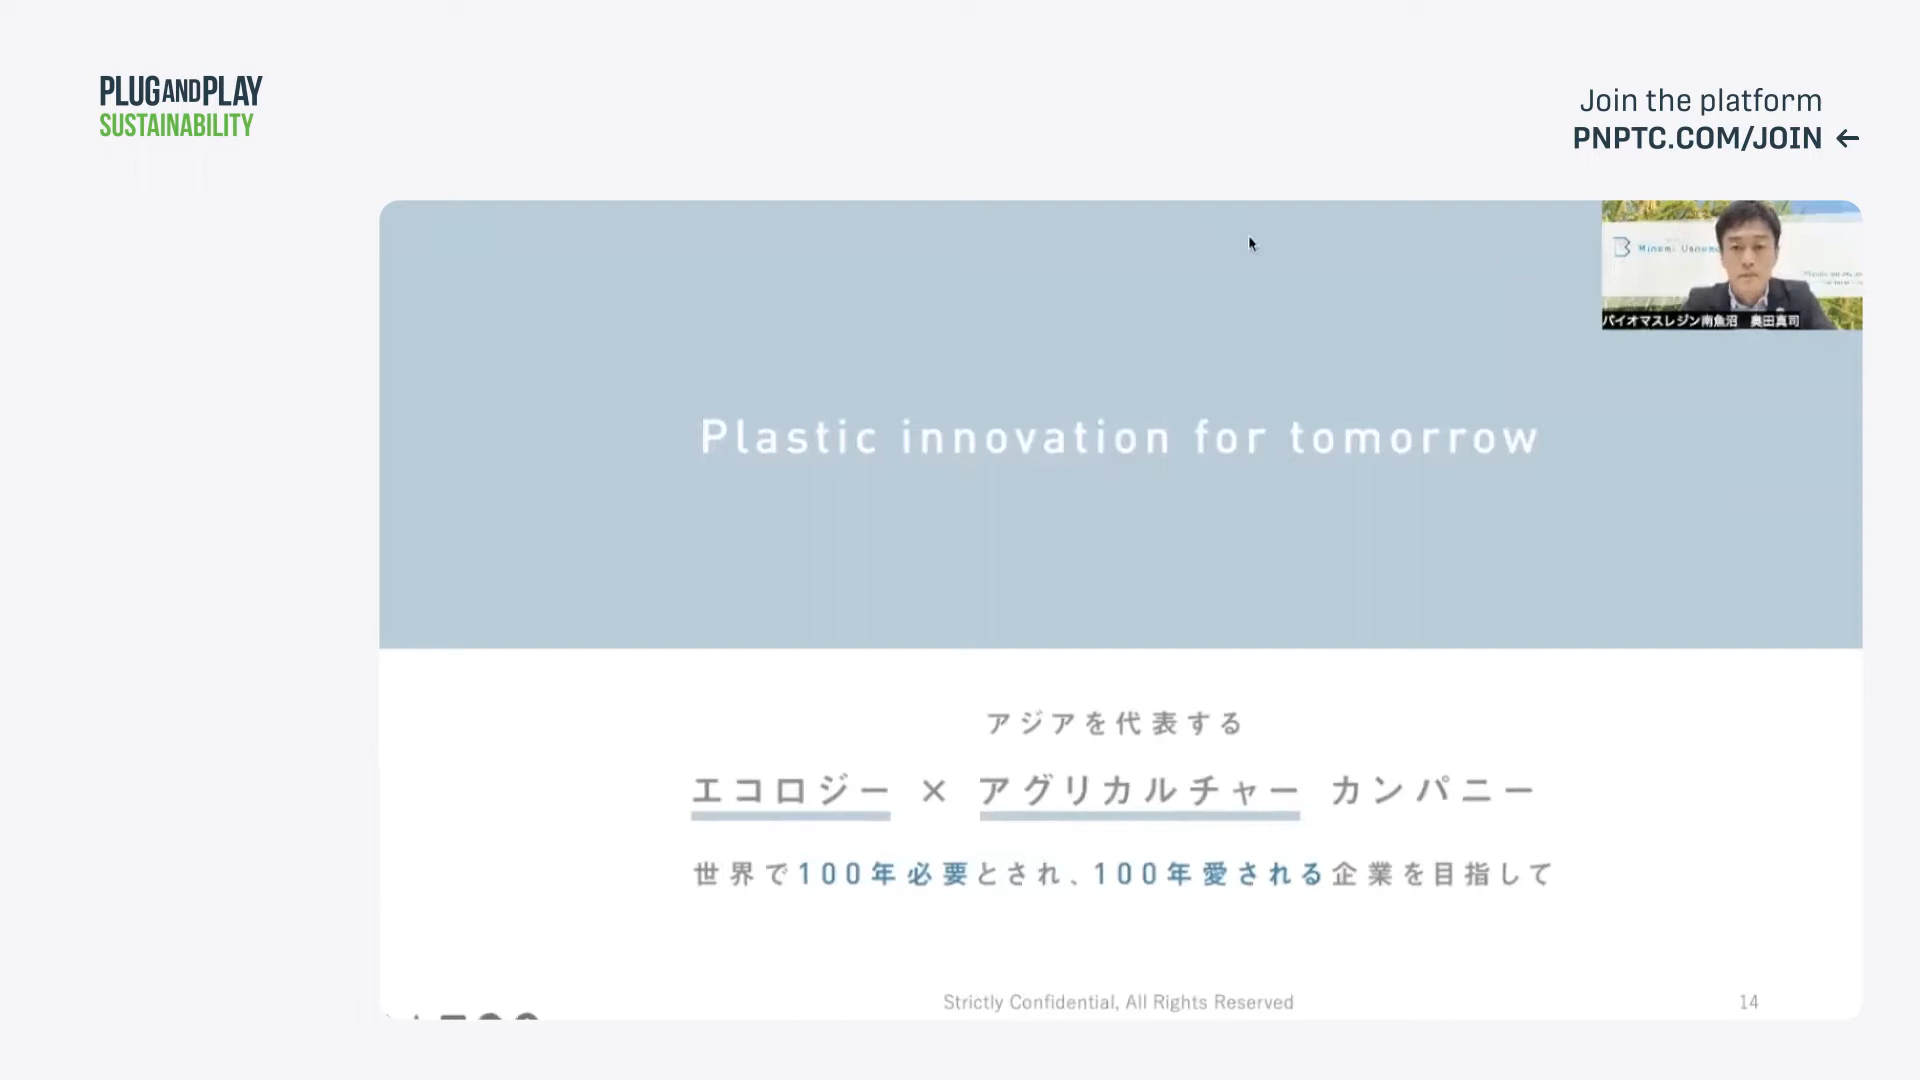 PLUGANDPLAY
SUSTAINABILITY
Join the platform
PNPTC.COM/JOIN ←
バイオマスレジン南魚沼 奥田真司
Plastic innovation for tomorrow
アジアを代表する
エコロジー × アグリカルチャー カンパニー
世界で100年必要とされ、100年愛される企業を目指して
Strictly Confidential, All Rights Reserved
14